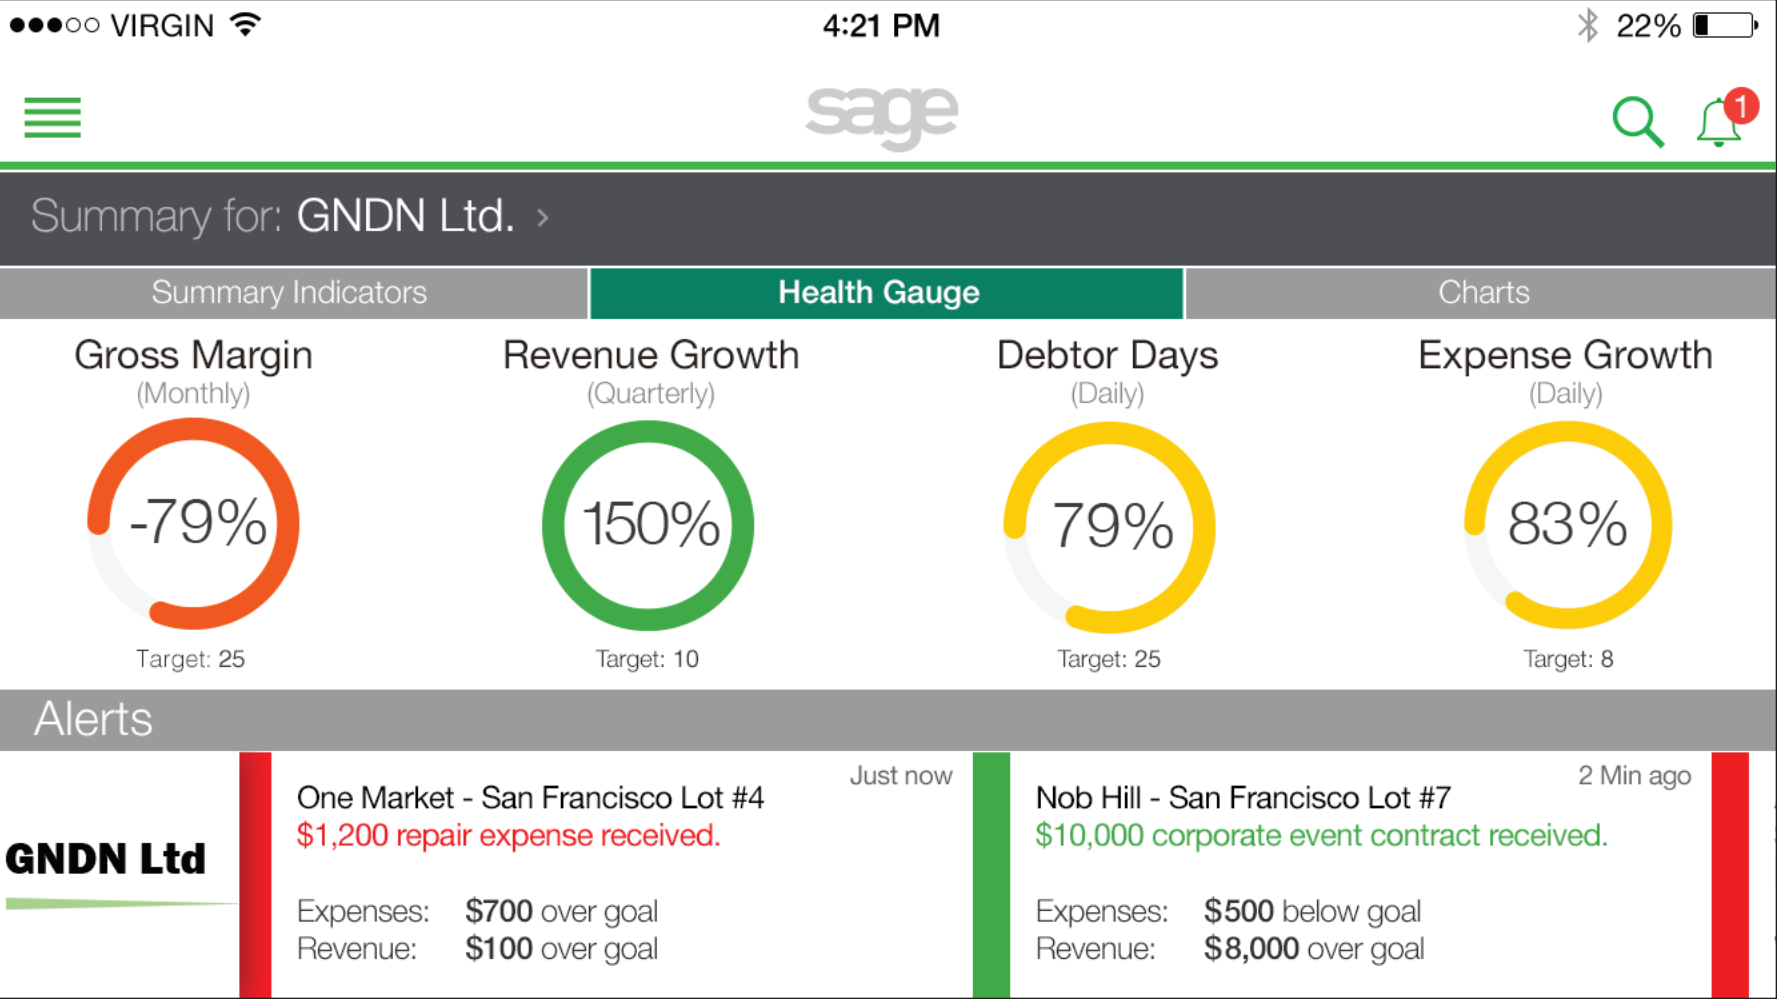 VIRGIN 4:21 PM 22%
sage 1
Summary for: GNDN Ltd. >
Summary Indicators Health Gauge Charts
Gross Margin Revenue Growth Debtor Days Expense Growth
(Monthly) (Quarterly) (Daily) (Daily)
-79% 150% 79% 83%
Target: 25 Target: 10 Target: 25 Target: 8
Alerts
GNDN Ltd
Just now
One Market - San Francisco Lot #4
$1,200 repair expense received.
Expenses: $700 over goal
Revenue: $100 over goal
2 Min ago
Nob Hill - San Francisco Lot #7
$10,000 corporate event contract received.
Expenses: $500 below goal
Revenue: $8,000 over goal